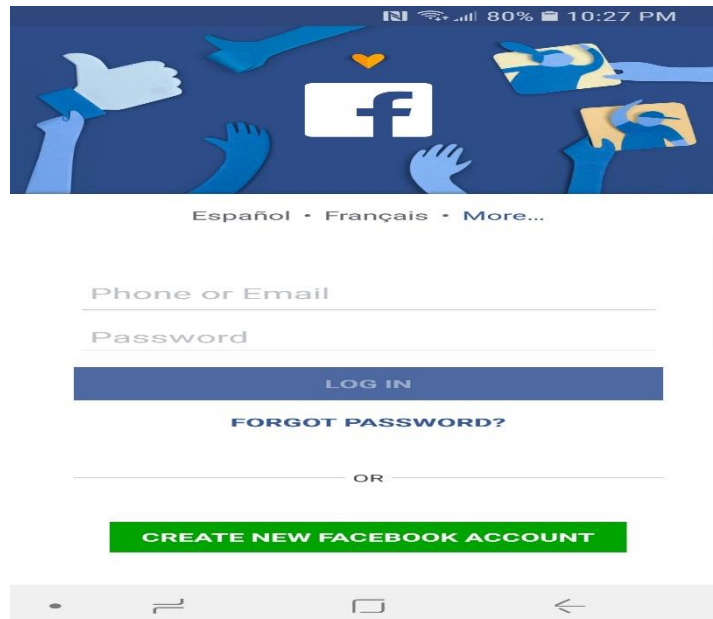 80% 10:27 PM
f
Español • Français • More...
Phone or Email
Password
LOG IN
FORGOT PASSWORD?
OR
CREATE NEW FACEBOOK ACCOUNT